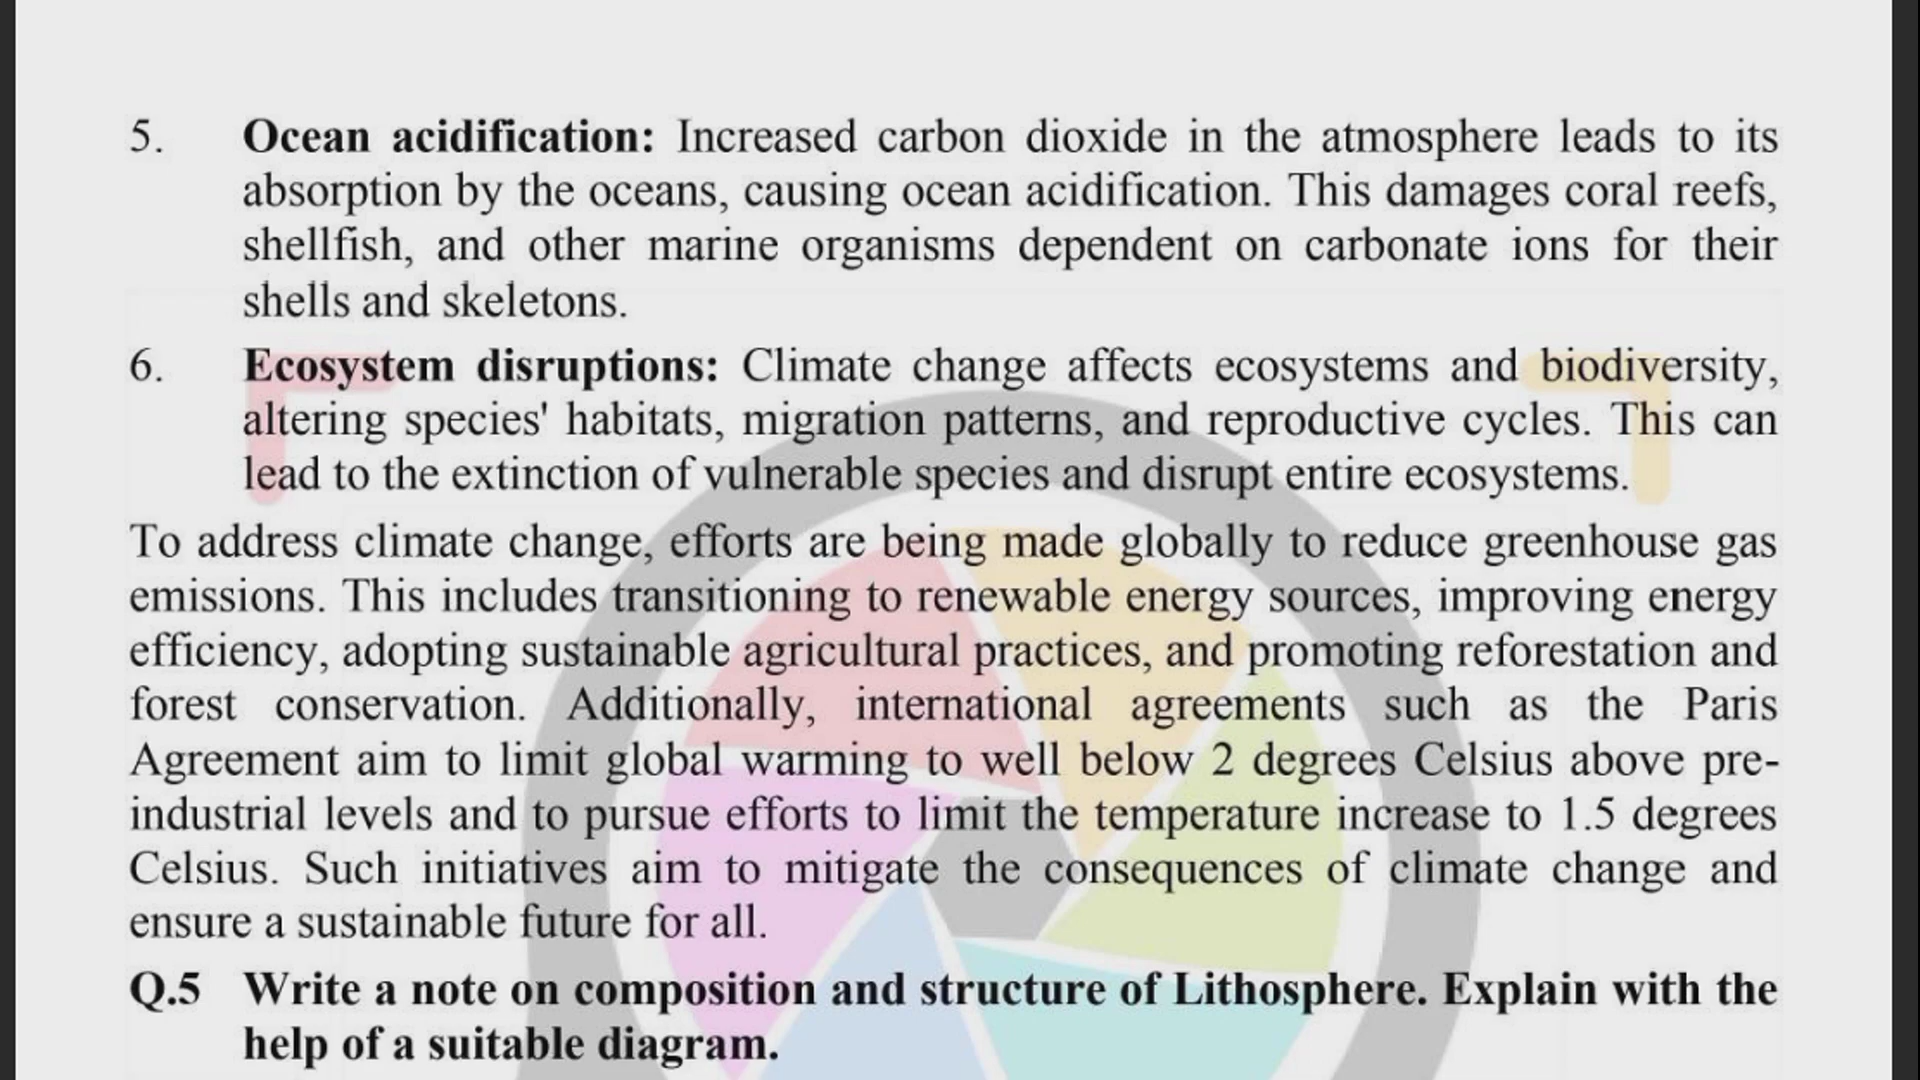 5. Ocean acidification: Increased carbon dioxide in the atmosphere leads to its
absorption by the oceans, causing ocean acidification. This damages coral reefs,
shellfish, and other marine organisms dependent on carbonate ions for their
shells and skeletons.
6. Ecosystem disruptions: Climate change affects ecosystems and biodiversity,
altering species' habitats, migration patterns, and reproductive cycles. This can
lead to the extinction of vulnerable species and disrupt entire ecosystems.
To address climate change, efforts are being made globally to reduce greenhouse gas
emissions. This includes transitioning to renewable energy sources, improving energy
efficiency, adopting sustainable agricultural practices, and promoting reforestation and
forest conservation. Additionally, international agreements such as the Paris
Agreement aim to limit global warming to well below 2 degrees Celsius above pre-
industrial levels and to pursue efforts to limit the temperature increase to 1.5 degrees
Celsius. Such initiatives aim to mitigate the consequences of climate change and
ensure a sustainable future for all.
Q.5 Write a note on composition and structure of Lithosphere. Explain with the
help of a suitable diagram.